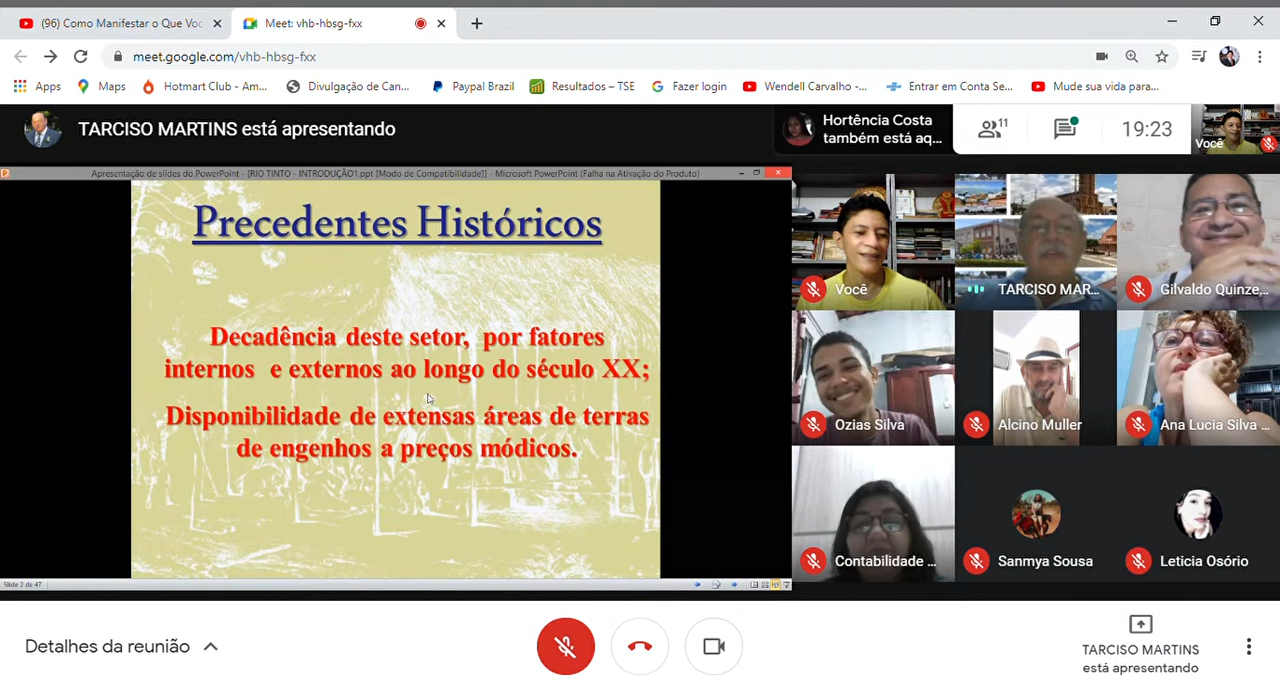 (96) Como Manifestar o Que Voc
Meet: vhb-hbsg-fxx
meet.google.com/vhb-hbsg-fxx
Apps
Maps
Hotmart Club - Am...
Divulgação de Can...
Paypal Brazil
Resultados – TSE
Fazer login
Wendell Carvalho -...
Entrar em Conta Se...
Mude sua vida para...
TARCISO MARTINS está apresentando
Hortência Costa
também está aq...
11
19:23
Você
Apresentação de slides do PowerPoint - [RIO TINTO - INTRODUÇÃO1.ppt [Modo de Compatibilidade]] - Microsoft PowerPoint (Falha na Ativação do Produto)
Precedentes Históricos
Decadência deste setor, por fatores
internos e externos ao longo do século XX;
Disponibilidade de extensas áreas de terras
de engenhos a preços módicos.
Slide 2 de 47
Você
TARCISO MAR...
Gilvaldo Quinze...
Ozias Silva
Alcino Muller
Ana Lucia Silva ...
Contabilidade ...
Sanmya Sousa
Leticia Osório
Detalhes da reunião
TARCISO MARTINS
está apresentando